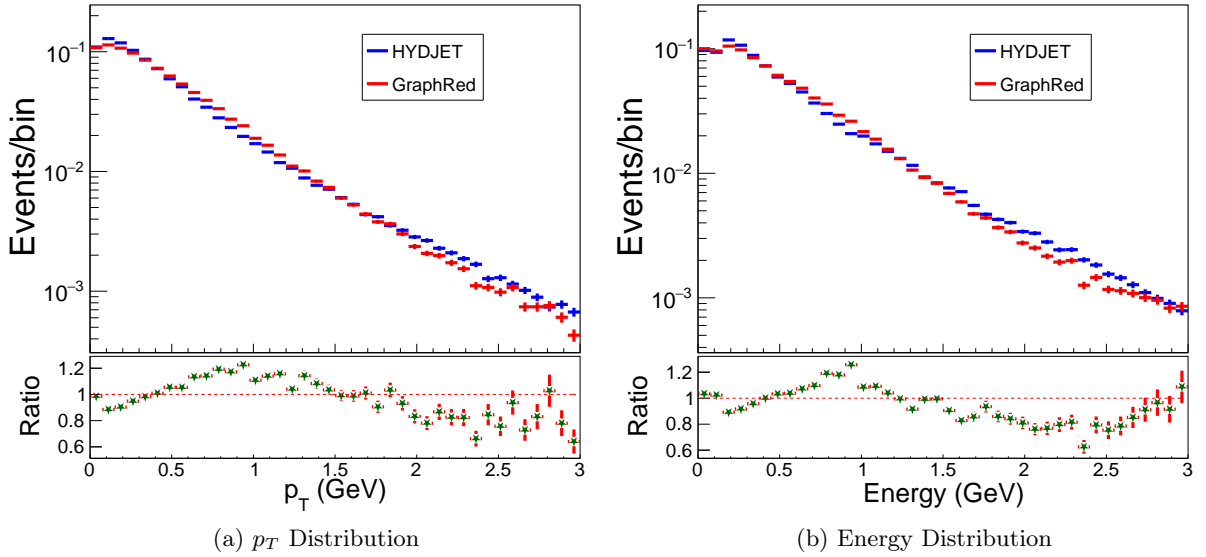 10⁻¹
10⁻²
10⁻³
Events/bin
HYDJET
GraphRed
1.2
1
0.8
0.6
Ratio
0 0.5 1 1.5 2 2.5 3
p_T (GeV)
(a) p_T Distribution
10⁻¹
10⁻²
10⁻³
Events/bin
HYDJET
GraphRed
1.2
1
0.8
0.6
Ratio
0 0.5 1 1.5 2 2.5 3
Energy (GeV)
(b) Energy Distribution